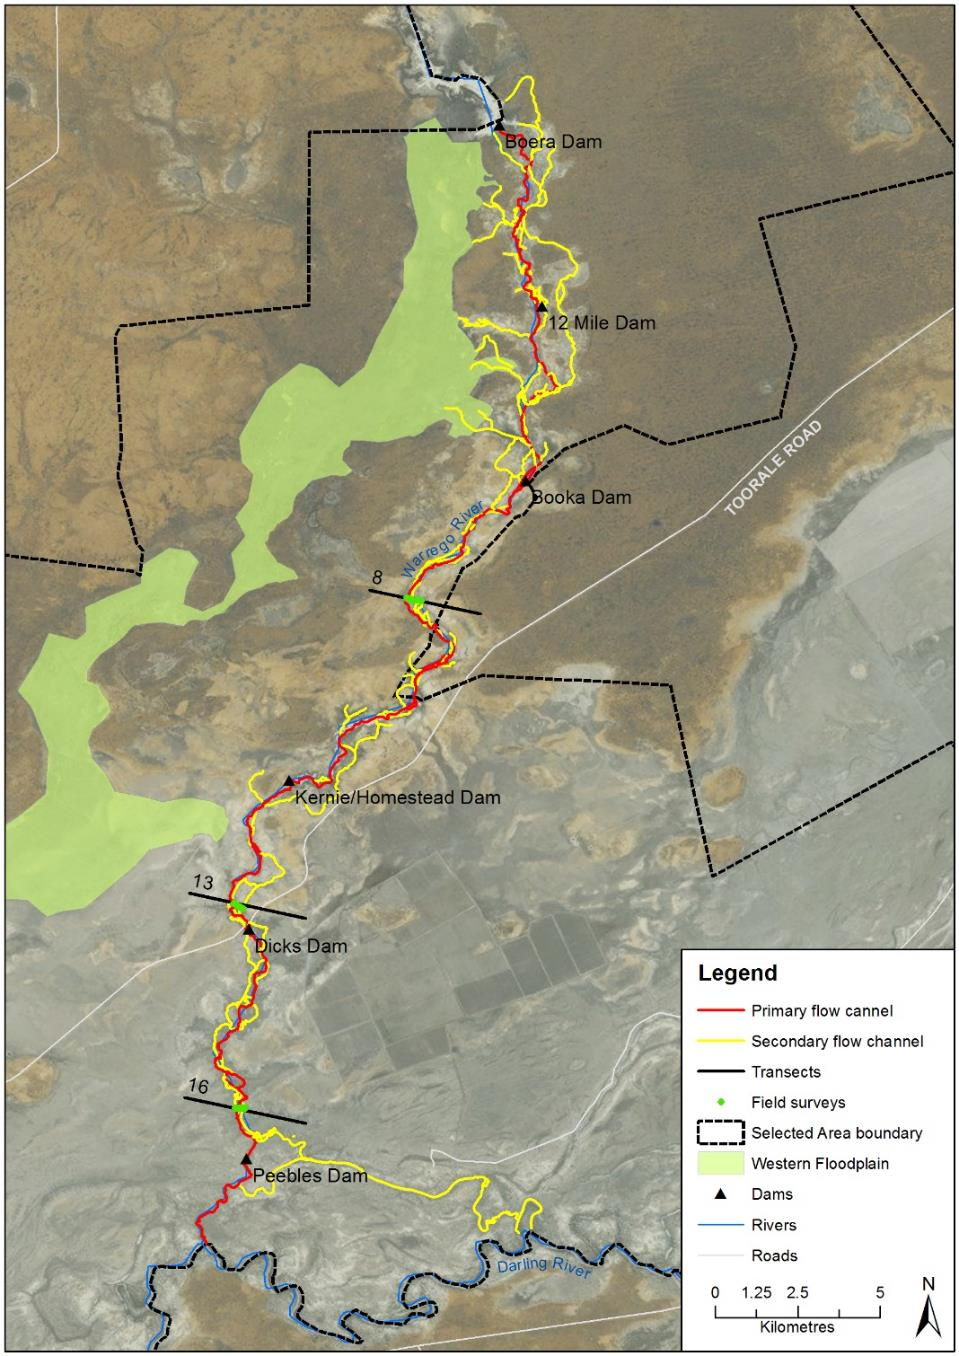 Boera Dam
12 Mile Dam
TOORALE ROAD
Booka Dam
Warrego River
8
Kernie/Homestead Dam
13
Dicks Dam
16
Peebles Dam
Darling River
Legend
Primary flow cannel
Secondary flow channel
Transects
Field surveys
Selected Area boundary
Western Floodplain
Dams
Rivers
Roads
0 1.25 2.5 5
Kilometres
N